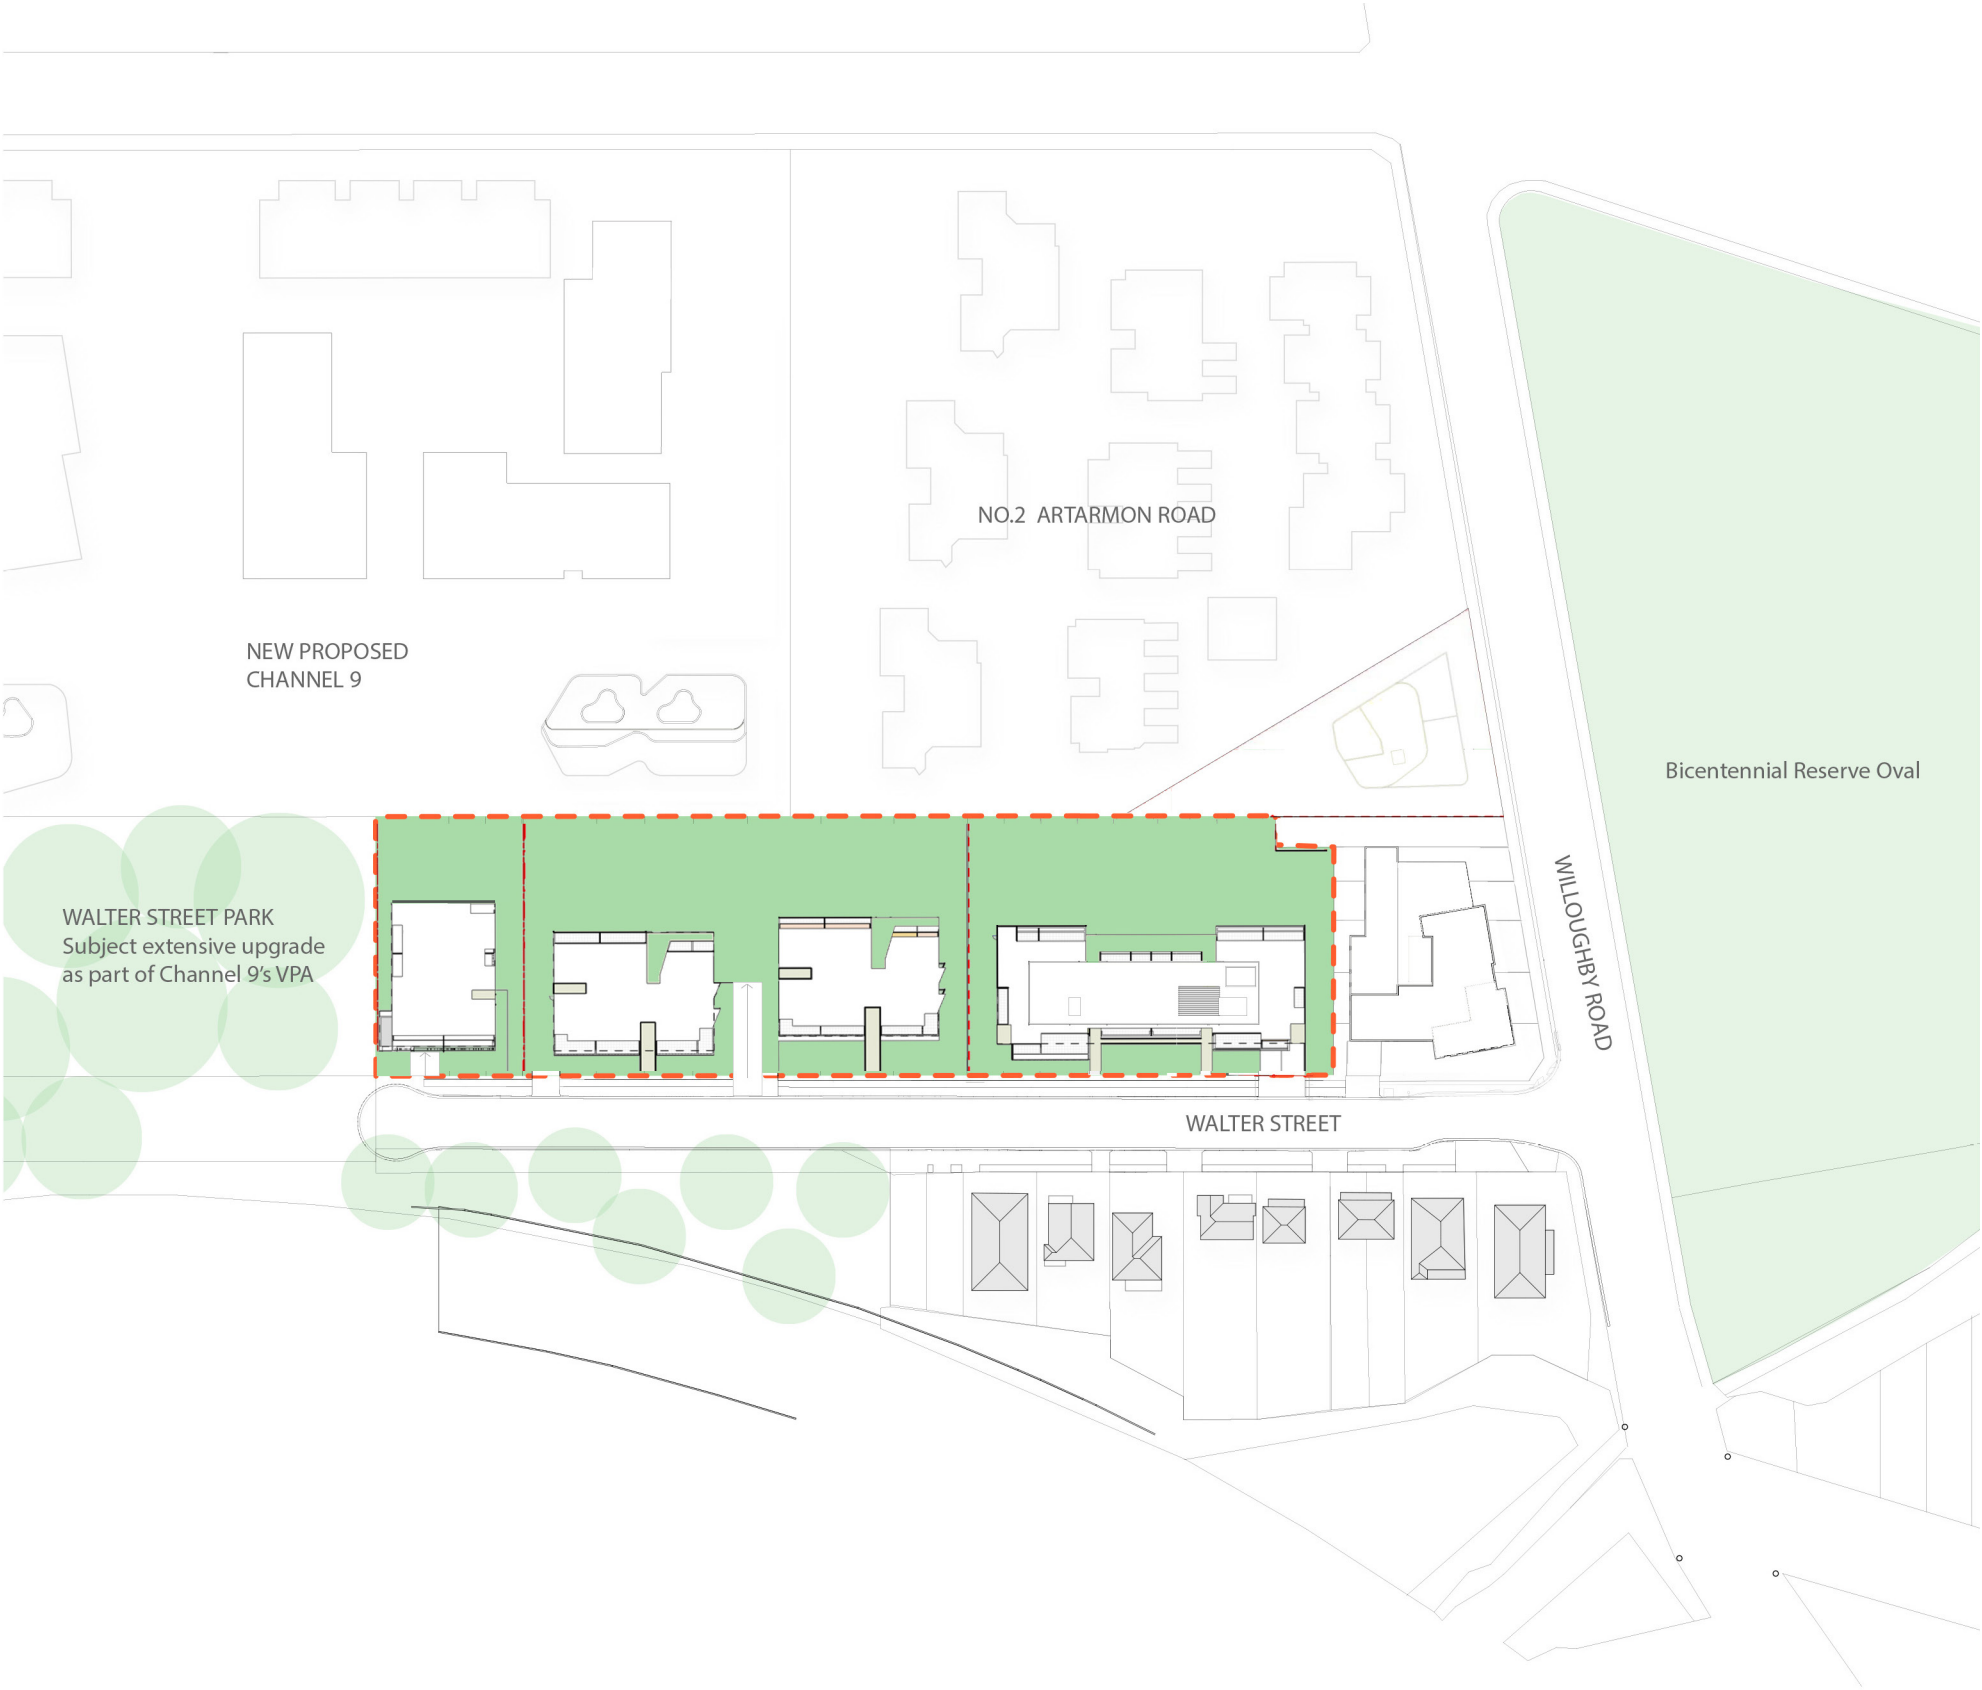 NO.2 ARTARMON ROAD
NEW PROPOSED
CHANNEL 9
Bicentennial Reserve Oval
WALTER STREET PARK
Subject extensive upgrade
as part of Channel 9's VPA
WILLOUGHBY ROAD
WALTER STREET